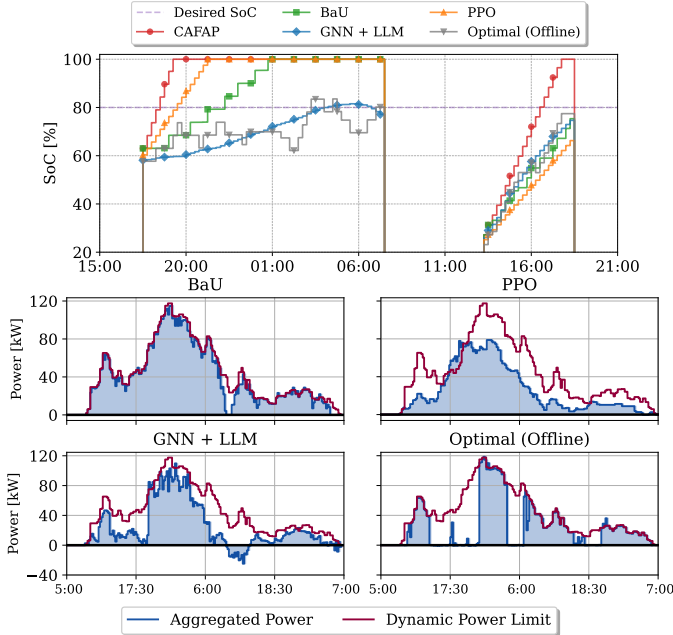 Desired SoC BaU PPO
CAFAP GNN + LLM Optimal (Offline)
100
80
60
40
20
SoC [%]
15:00 20:00 01:00 06:00 11:00 16:00 21:00
BaU PPO
120
80
40
0
Power [kW]
GNN + LLM Optimal (Offline)
120
80
40
0
−40
Power [kW]
5:00 17:30 6:00 18:30 7:00 5:00 17:30 6:00 18:30 7:00
Aggregated Power Dynamic Power Limit